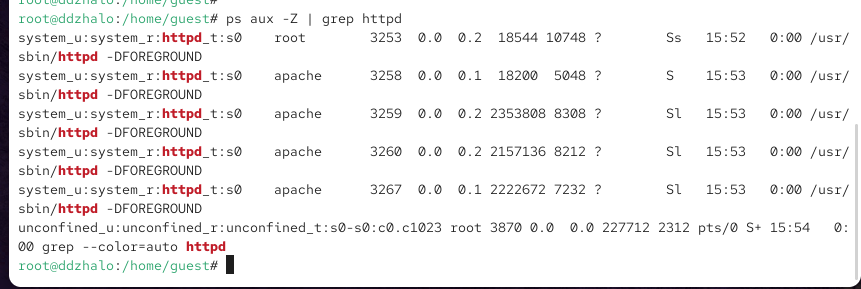 root@ddzhalo:/home/guest#
root@ddzhalo:/home/guest# ps aux -Z | grep httpd
system_u:system_r:httpd_t:s0    root        3253  0.0  0.2  18544 10748 ?        Ss   15:52   0:00 /usr/
sbin/httpd -DFOREGROUND
system_u:system_r:httpd_t:s0    apache      3258  0.0  0.1  18200  5048 ?        S    15:53   0:00 /usr/
sbin/httpd -DFOREGROUND
system_u:system_r:httpd_t:s0    apache      3259  0.0  0.2 2353808 8308 ?        Sl   15:53   0:00 /usr/
sbin/httpd -DFOREGROUND
system_u:system_r:httpd_t:s0    apache      3260  0.0  0.2 2157136 8212 ?        Sl   15:53   0:00 /usr/
sbin/httpd -DFOREGROUND
system_u:system_r:httpd_t:s0    apache      3267  0.0  0.1 2222672 7232 ?        Sl   15:53   0:00 /usr/
sbin/httpd -DFOREGROUND
unconfined_u:unconfined_r:unconfined_t:s0-s0:c0.c1023 root 3870 0.0  0.0 227712 2312 pts/0 S+ 15:54   0:
00 grep --color=auto httpd
root@ddzhalo:/home/guest#